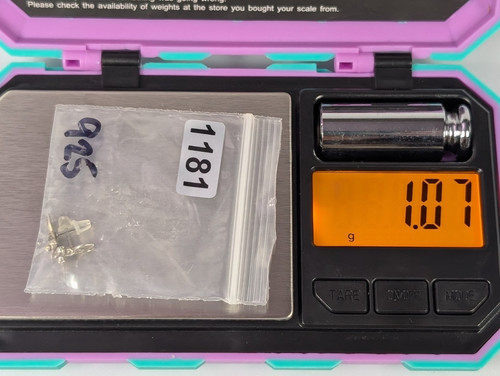 Please check the availability of weights at the store you bought your scale from.
925
1181
1.07
g
TARE